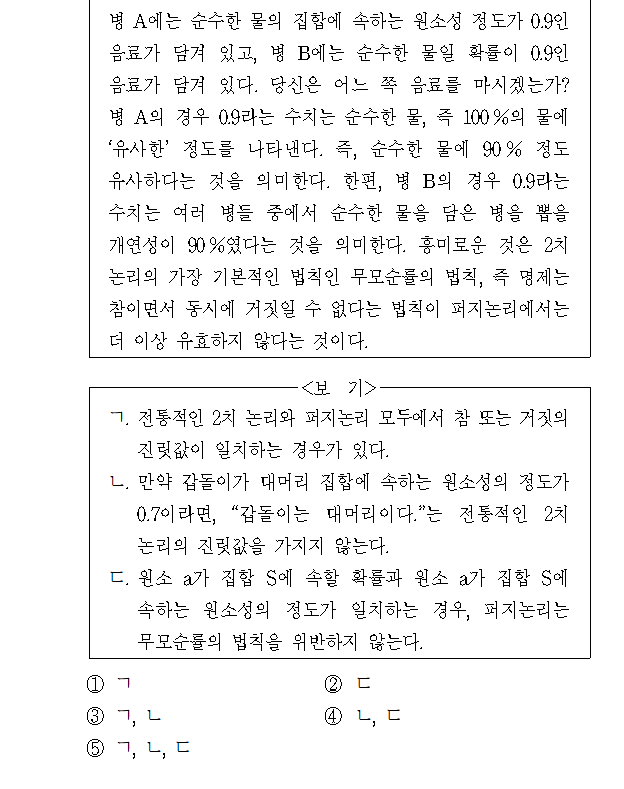 병 A에는 순수한 물의 집합에 속하는 원소성 정도가 0.9인
음료가 담겨 있고, 병 B에는 순수한 물일 확률이 0.9인
음료가 담겨 있다. 당신은 어느 쪽 음료를 마시겠는가?
병 A의 경우 0.9라는 수치는 순수한 물, 즉 100%의 물에
‘유사한’ 정도를 나타낸다. 즉, 순수한 물에 90% 정도
유사하다는 것을 의미한다. 한편, 병 B의 경우 0.9라는
수치는 여러 병들 중에서 순수한 물을 담은 병을 뽑을
개연성이 90%였다는 것을 의미한다. 흥미로운 것은 2치
논리의 가장 기본적인 법칙인 무모순률의 법칙, 즉 명제는
참이면서 동시에 거짓일 수 없다는 법칙이 퍼지논리에서는
더 이상 유효하지 않다는 것이다.
<보 기>
ㄱ. 전통적인 2치 논리와 퍼지논리 모두에서 참 또는 거짓의
진릿값이 일치하는 경우가 있다.
ㄴ. 만약 갑돌이가 대머리 집합에 속하는 원소성의 정도가
0.7이라면, “갑돌이는 대머리이다.”는 전통적인 2치
논리의 진릿값을 가지지 않는다.
ㄷ. 원소 a가 집합 S에 속할 확률과 원소 a가 집합 S에
속하는 원소성의 정도가 일치하는 경우, 퍼지논리는
무모순률의 법칙을 위반하지 않는다.
① ㄱ ② ㄷ
③ ㄱ, ㄴ ④ ㄴ, ㄷ
⑤ ㄱ, ㄴ, ㄷ